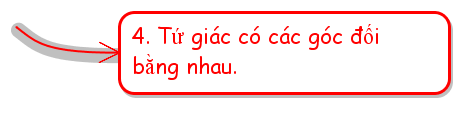 4. Tứ giác có các góc đối
bằng nhau.